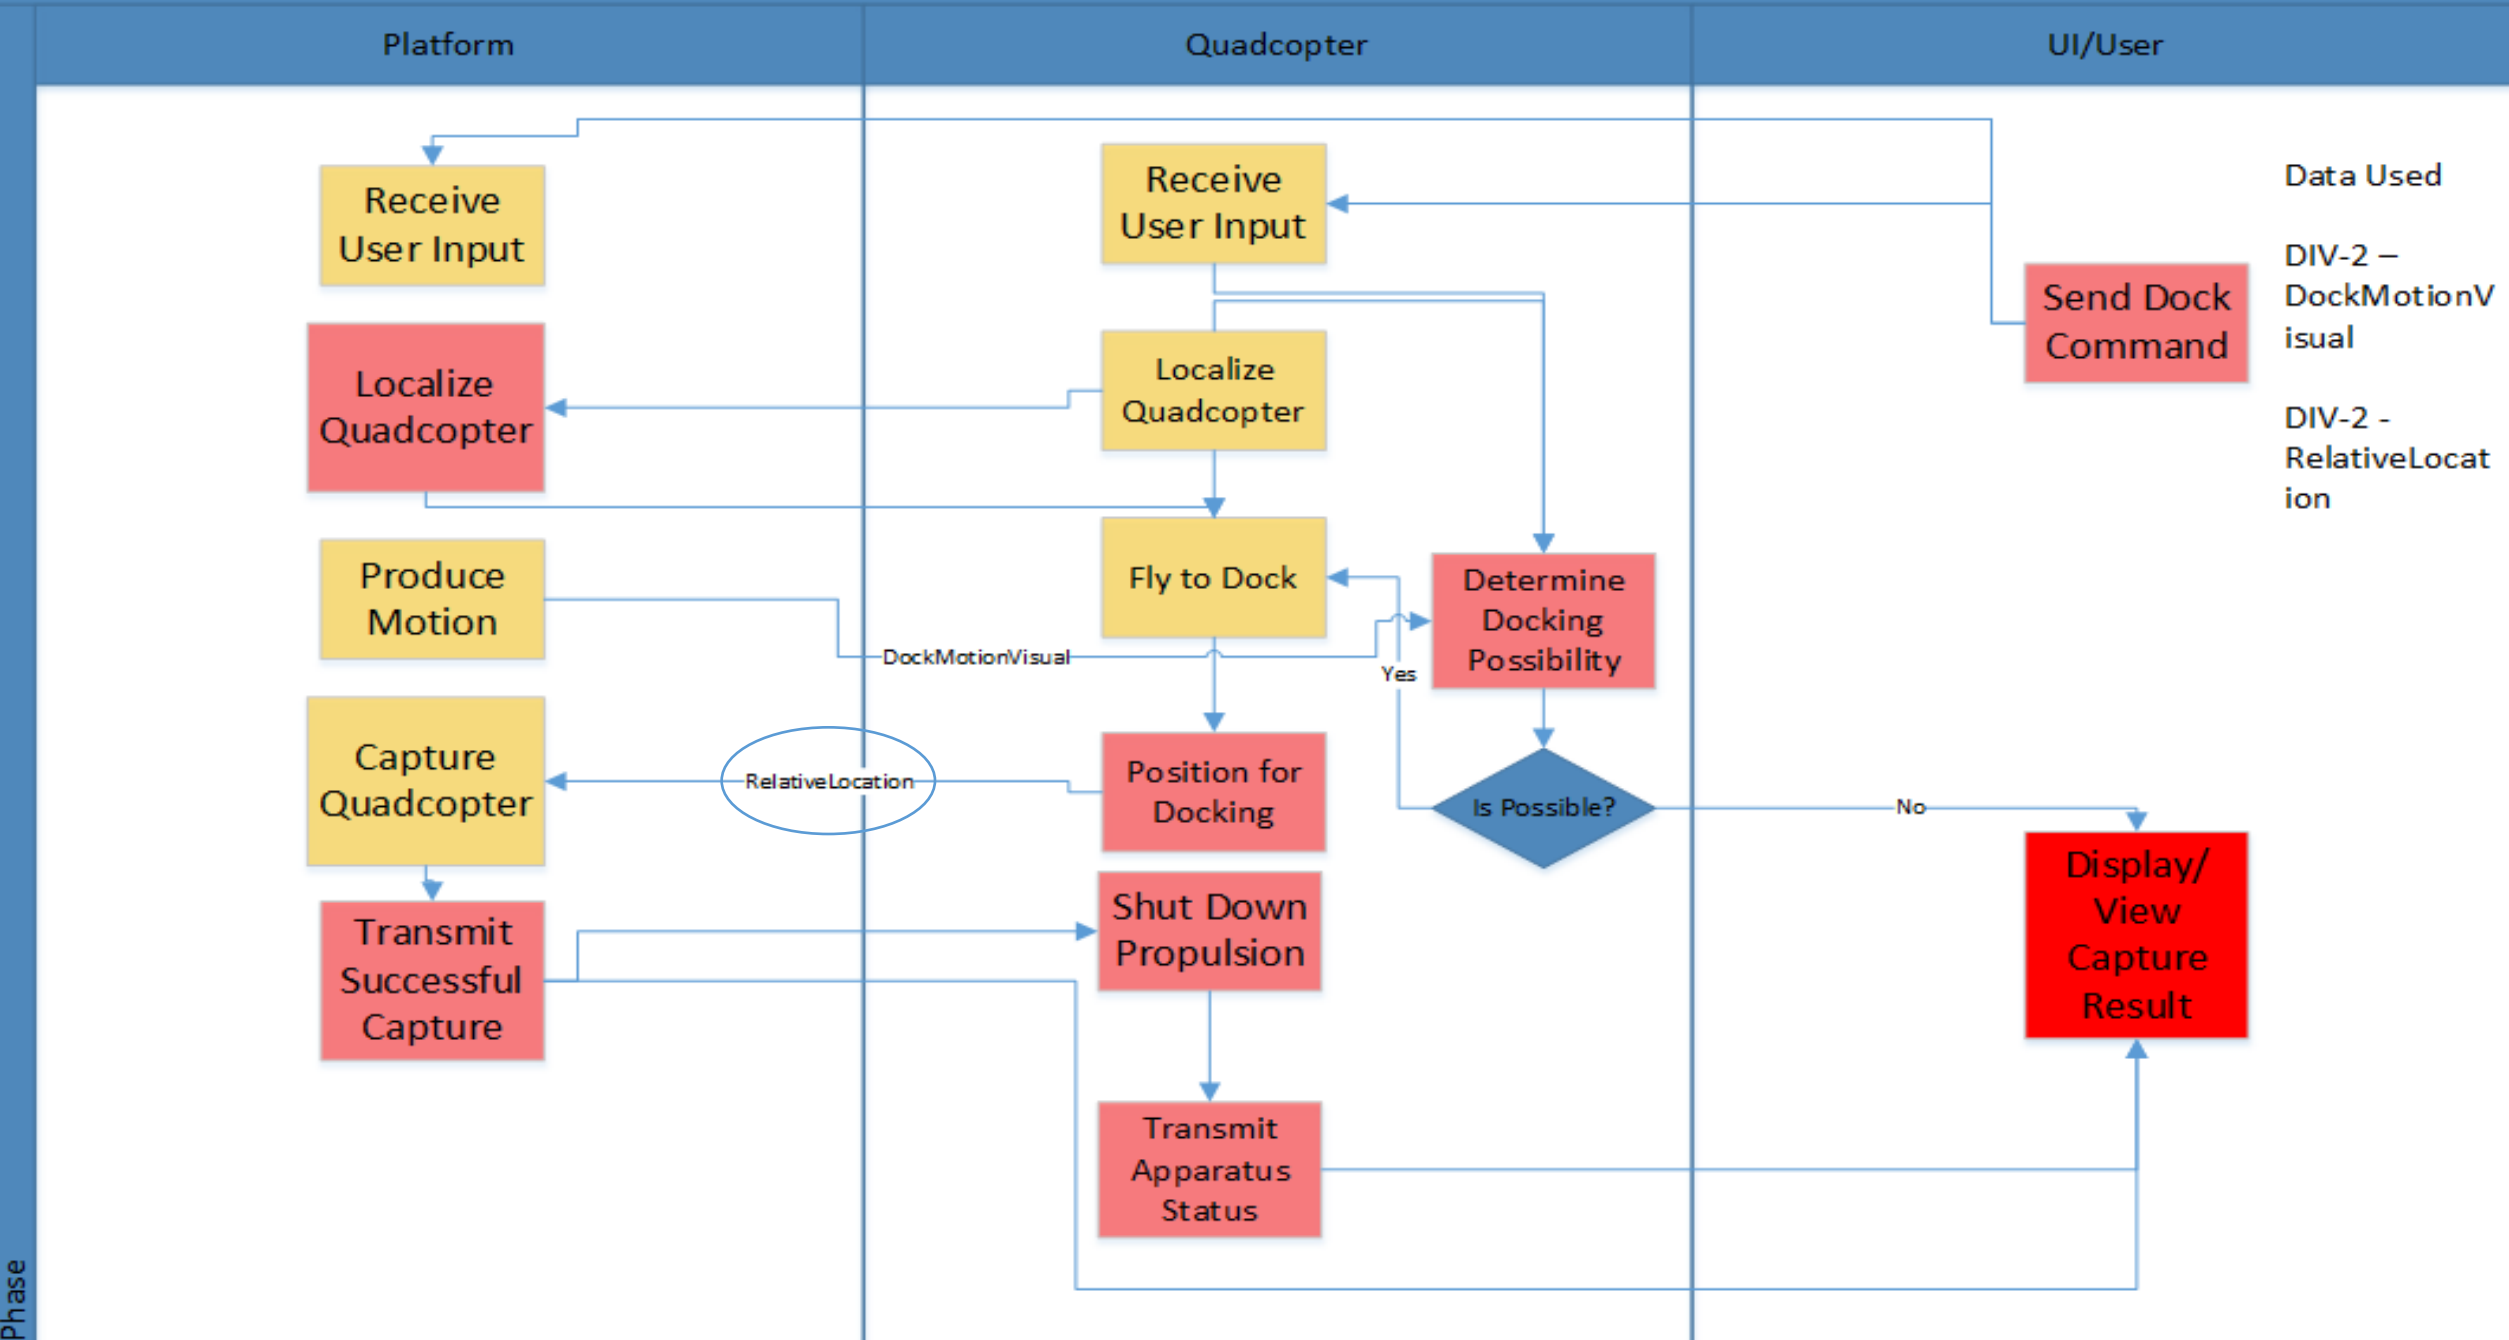 Platform
Quadcopter
UI/User
Receive
User Input
Localize
Quadcopter
Produce
Motion
Capture
Quadcopter
Transmit
Successful
Capture
Receive
User Input
Localize
Quadcopter
Fly to Dock
DockMotionVisual
RelativeLocation
Position for
Docking
Shut Down
Propulsion
Transmit
Apparatus
Status
Determine
Docking
Possibility
Yes
Is Possible?
No
Send Dock
Command
Display/
View
Capture
Result
Data Used
DIV-2 –
DockMotionV
isual
DIV-2 -
RelativeLocat
ion
Phase